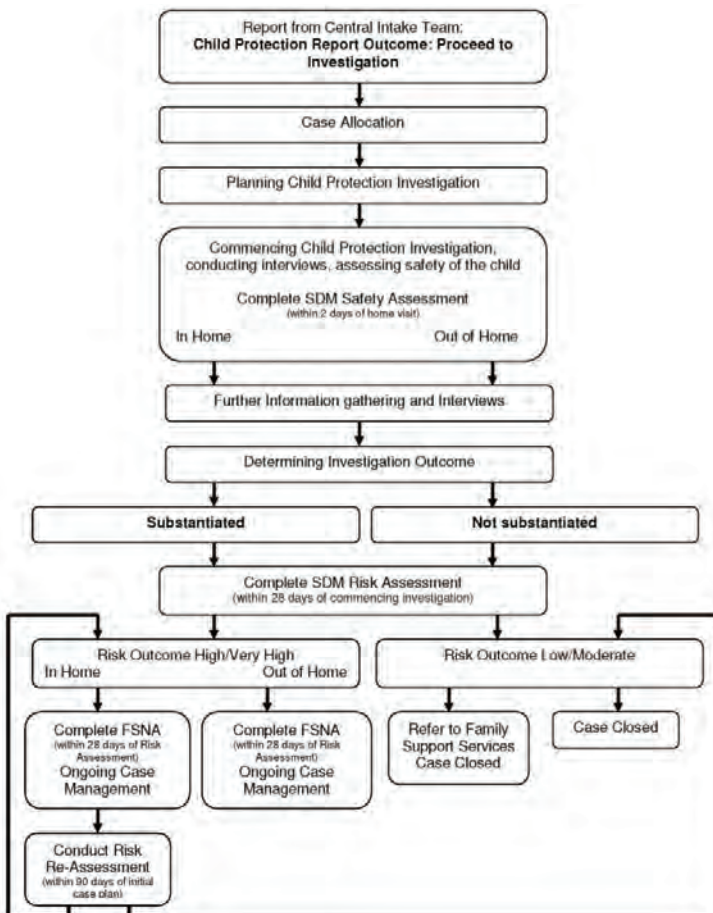 Report from Central Intake Team:
Child Protection Report Outcome: Proceed to
Investigation
Case Allocation
Planning Child Protection Investigation
Commencing Child Protection Investigation,
conducting interviews, assessing safety of the child
Complete SDM Safety Assessment
(within 2 days of home visit)
In Home Out of Home
Further Information gathering and Interviews
Determining Investigation Outcome
Substantiated
Not substantiated
Complete SDM Risk Assessment
(within 28 days of commencing investigation)
Risk Outcome High/Very High
In Home Out of Home
Risk Outcome Low/Moderate
Complete FSNA
(within 28 days of Risk
Assessment)
Ongoing Case
Management
Complete FSNA
(within 28 days of Risk
Assessment)
Ongoing Case
Management
Refer to Family
Support Services
Case Closed
Case Closed
Conduct Risk
Re-Assessment
(within 90 days of initial
case plan)